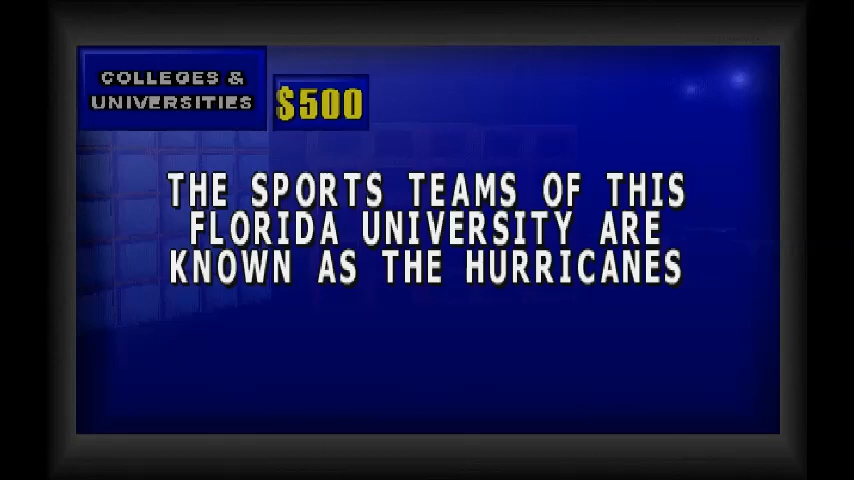 COLLEGES &
UNIVERSITIES
$500
THE SPORTS TEAMS OF THIS
FLORIDA UNIVERSITY ARE
KNOWN AS THE HURRICANES